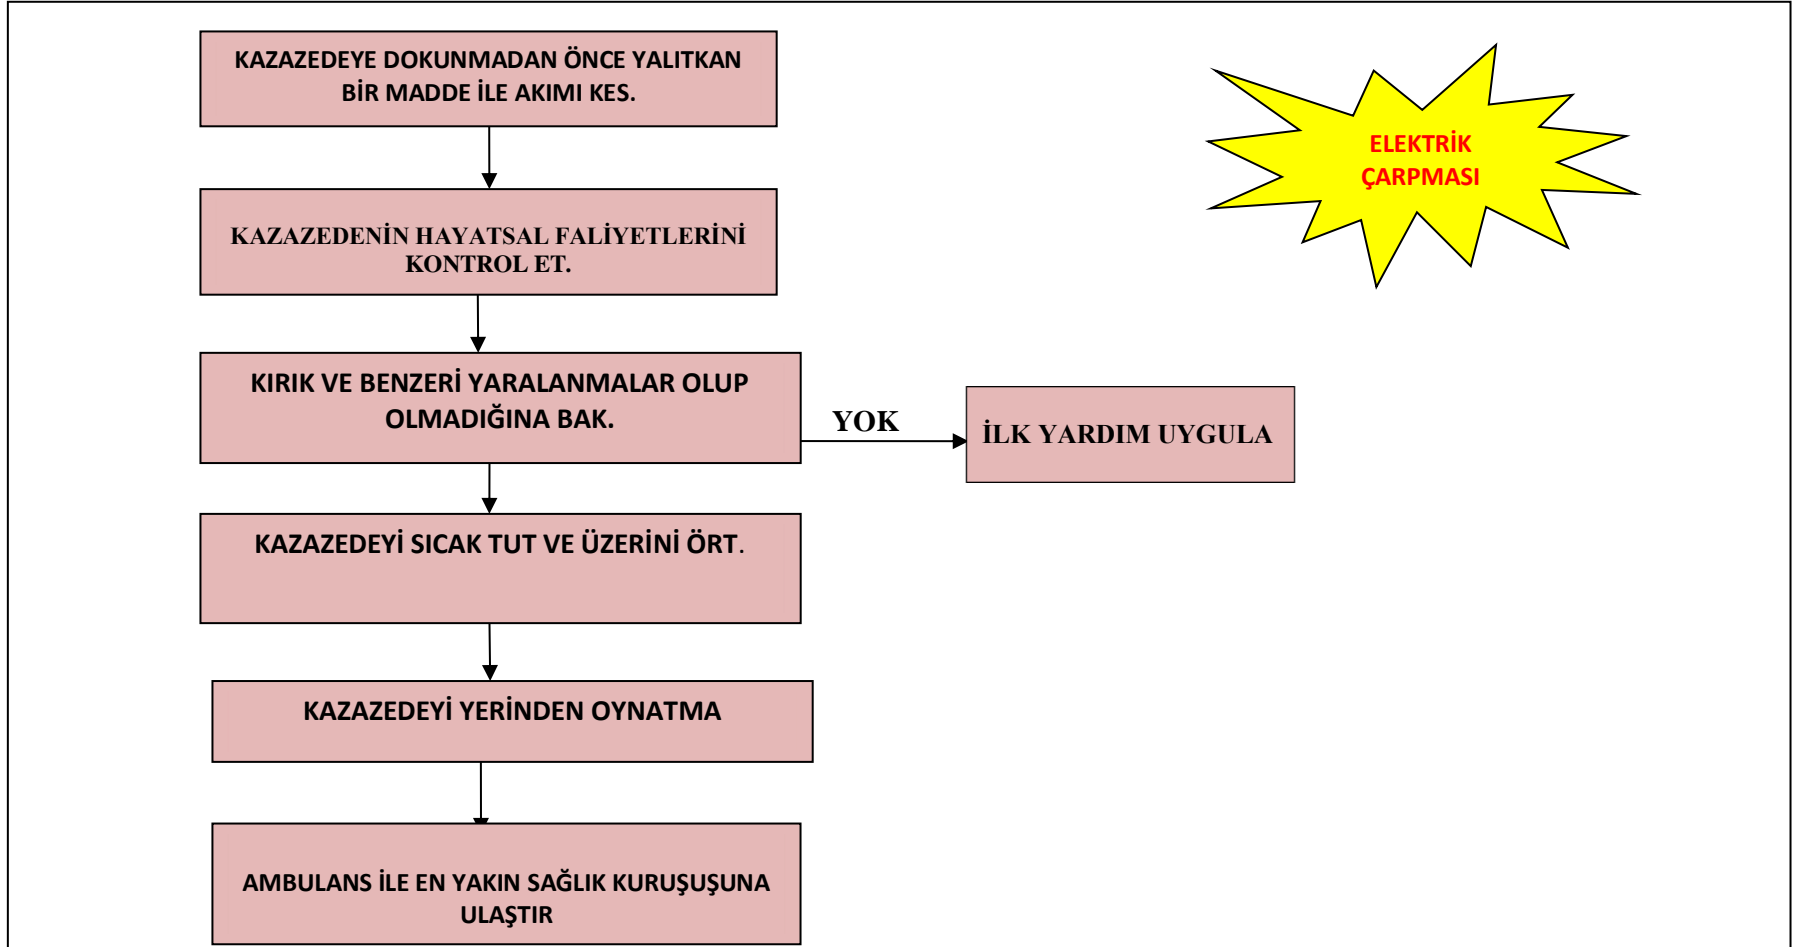 KAZAZEDEYE DOKUNMADAN ÖNCE YALITKAN
BİR MADDE İLE AKIMI KES.
ELEKTRİK
ÇARPMASI
KAZAZEDENİN HAYATSAL FALİYETLERİNİ
KONTROL ET.
KIRIK VE BENZERİ YARALANMALAR OLUP
OLMADIĞINA BAK.
YOK
İLK YARDIM UYGULA
KAZAZEDEYİ SICAK TUT VE ÜZERİNİ ÖRT.
KAZAZEDEYİ YERİNDEN OYNATMA
AMBULANS İLE EN YAKIN SAĞLIK KURUŞUŞUNA
ULAŞTIR